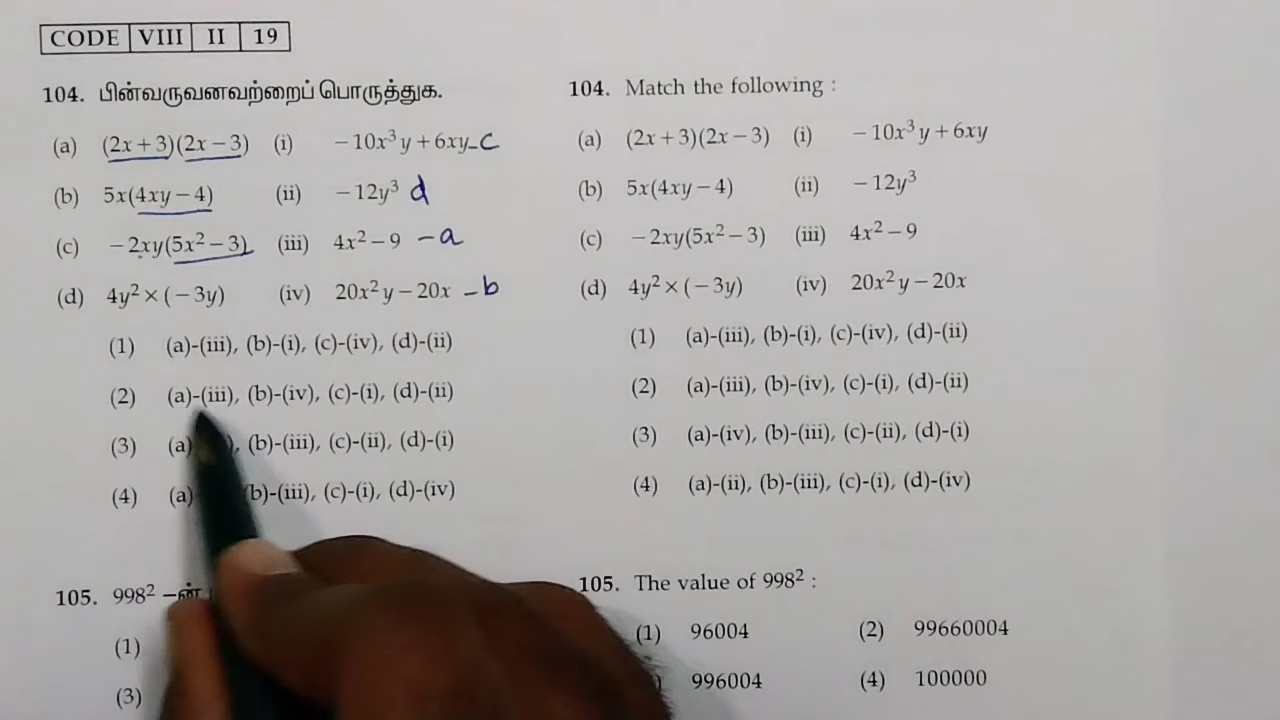 CODE VIII II 19
104. பின்வருவனவற்றைப் பொருத்துக.
(a) (2x+3)(2x−3) (i) −10x³y+6xy –c
(b) 5x(4xy−4) (ii) −12y³ d
(c) −2xy(5x²−3) (iii) 4x²−9 –a
(d) 4y²×(−3y) (iv) 20x²y−20x –b
(1) (a)-(iii), (b)-(i), (c)-(iv), (d)-(ii)
(2) (a)-(iii), (b)-(iv), (c)-(i), (d)-(ii)
(3) (a) (b)-(iii), (c)-(ii), (d)-(i)
(4) (a)- (b)-(iii), (c)-(i), (d)-(iv)
105. 998² −ன்
(1)
(3)
104. Match the following :
(a) (2x+3)(2x−3) (i) −10x³y+6xy
(b) 5x(4xy−4) (ii) −12y³
(c) −2xy(5x²−3) (iii) 4x²−9
(d) 4y²×(−3y) (iv) 20x²y−20x
(1) (a)-(iii), (b)-(i), (c)-(iv), (d)-(ii)
(2) (a)-(iii), (b)-(iv), (c)-(i), (d)-(ii)
(3) (a)-(iv), (b)-(iii), (c)-(ii), (d)-(i)
(4) (a)-(ii), (b)-(iii), (c)-(i), (d)-(iv)
105. The value of 998² :
(1) 96004 (2) 99660004
996004 (4) 100000